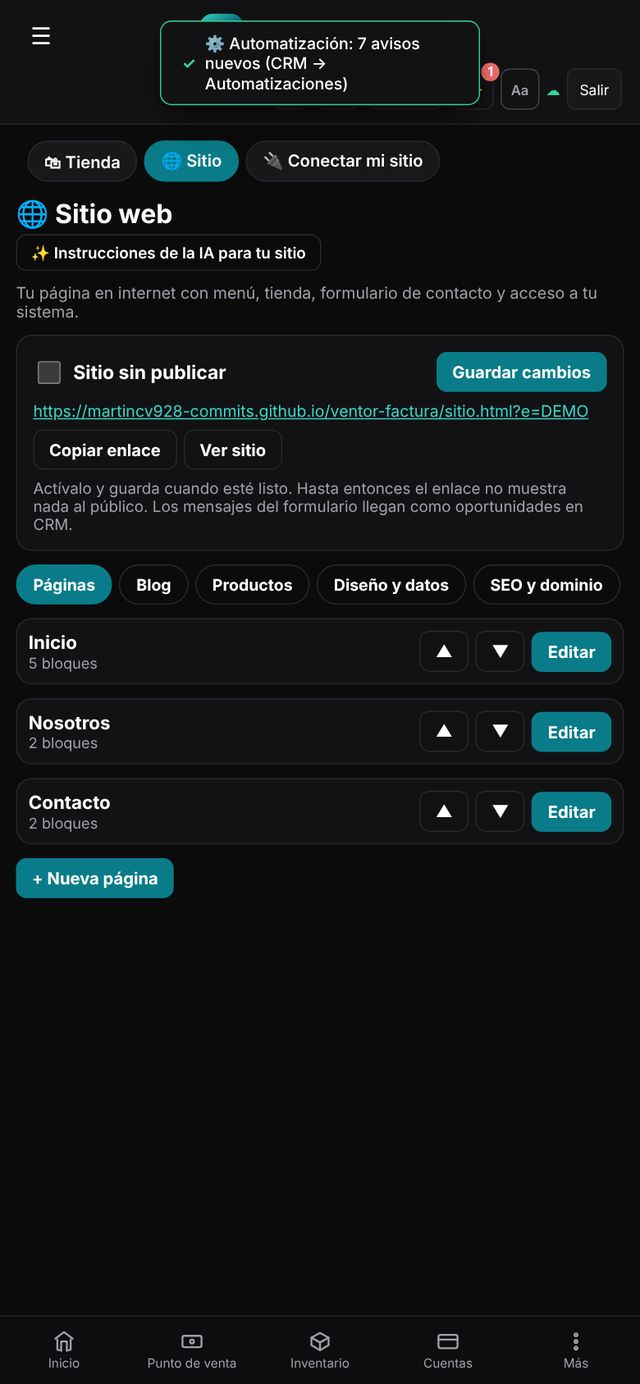 ⚙️ Automatización: 7 avisos
nuevos (CRM →
Automatizaciones)
1
Aa
Salir
🛍 Tienda
🌐 Sitio
🔌 Conectar mi sitio
🌐 Sitio web
✨ Instrucciones de la IA para tu sitio
Tu página en internet con menú, tienda, formulario de contacto y acceso a tu
sistema.
Sitio sin publicar
Guardar cambios
https://martincv928-commits.github.io/ventor-factura/sitio.html?e=DEMO
Copiar enlace
Ver sitio
Actívalo y guarda cuando esté listo. Hasta entonces el enlace no muestra
nada al público. Los mensajes del formulario llegan como oportunidades en
CRM.
Páginas
Blog
Productos
Diseño y datos
SEO y dominio
Inicio
5 bloques
▲
▼
Editar
Nosotros
2 bloques
▲
▼
Editar
Contacto
2 bloques
▲
▼
Editar
+ Nueva página
Inicio
Punto de venta
Inventario
Cuentas
Más